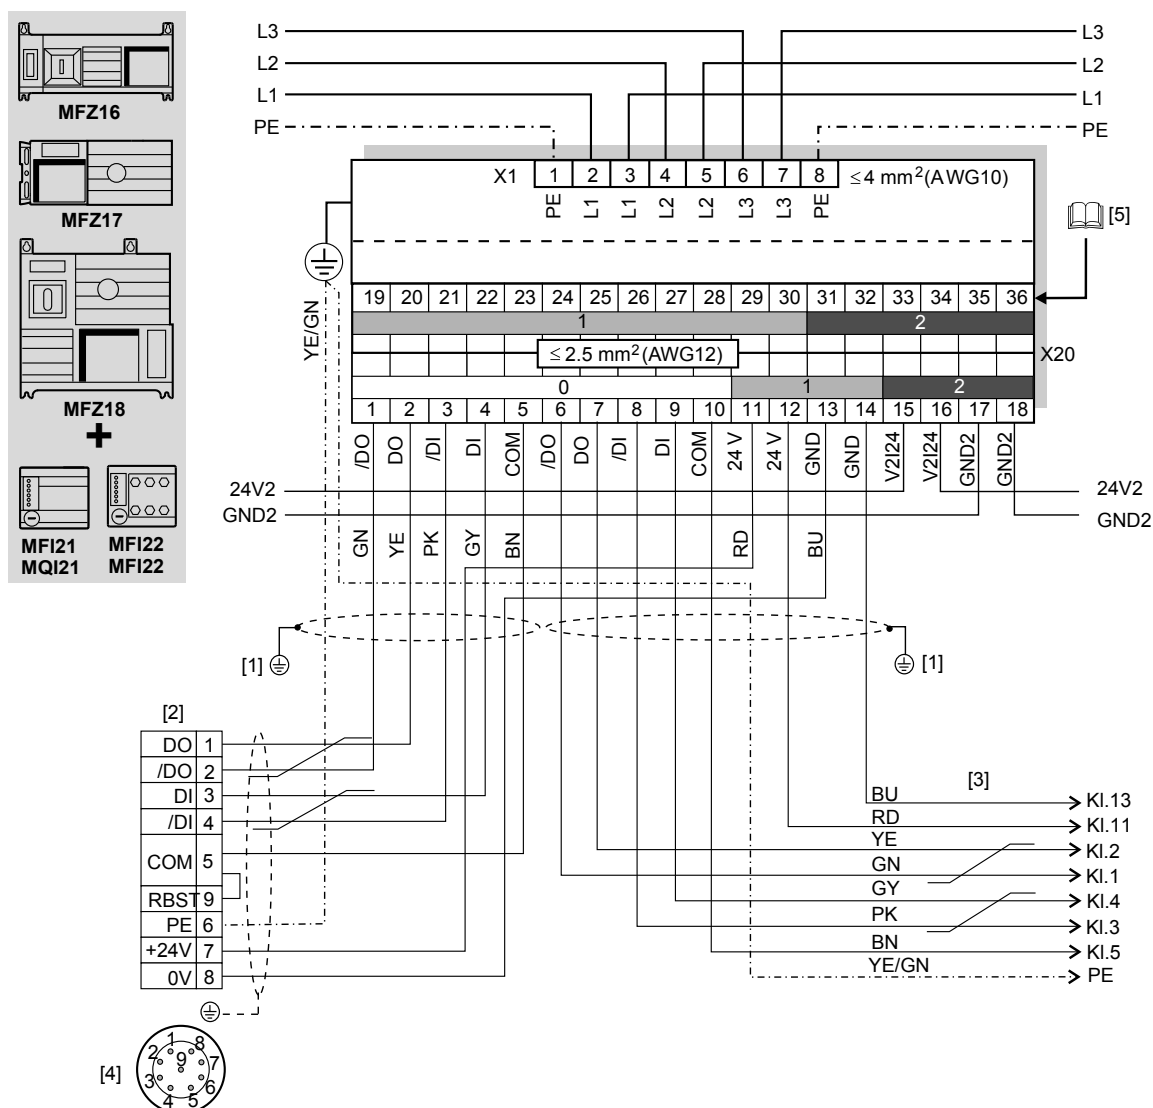 MFZ16
MFZ17
MFZ18
+
MFI21 MFI22
MQI21 MFI22
L3 L3
L2 L2
L1 L1
PE PE
X1 1 2 3 4 5 6 7 8 ≤ 4 mm² (AWG10)
PE L1 L1 L2 L2 L3 L3 PE
[5]
YE/GN
19 20 21 22 23 24 25 26 27 28 29 30 31 32 33 34 35 36
1 2
≤ 2.5 mm² (AWG12) X20
0 1 2
1 2 3 4 5 6 7 8 9 10 11 12 13 14 15 16 17 18
/DO DO /DI DI COM /DO DO /DI DI COM 24 V 24 V GND GND V2I24 V2I24 GND2 GND2
24V2 24V2
GND2 GND2
GN YE PK GY BN RD BU
[1] [1]
[2]
DO 1
/DO 2
DI 3
/DI 4
COM 5
RBST 9
PE 6
+24V 7
0V 8
[3]
BU Kl.13
RD Kl.11
YE Kl.2
GN Kl.1
GY Kl.4
PK Kl.3
BN Kl.5
YE/GN PE
[4]
1 8
2 9 7
3 6
4 5